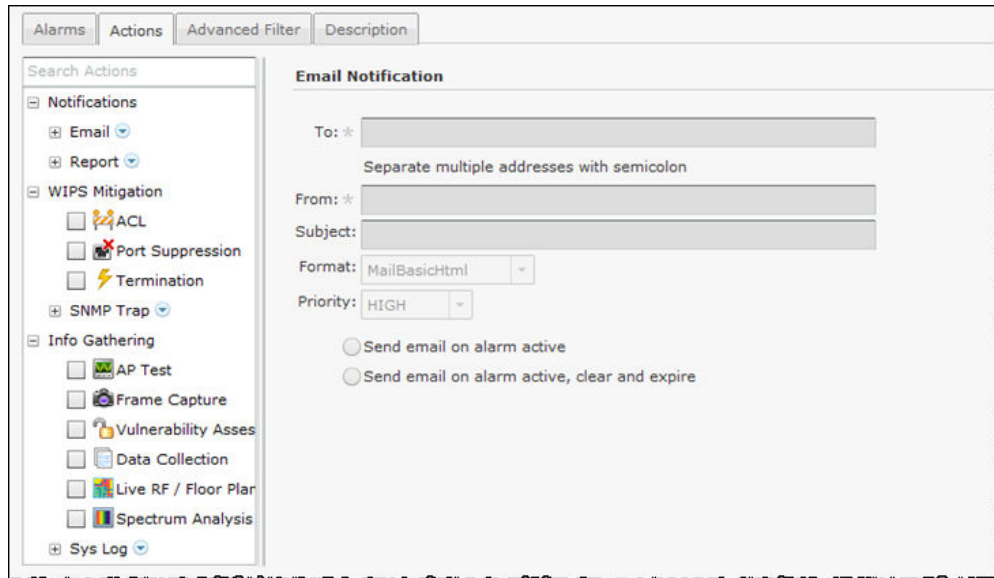 Alarms Actions Advanced Filter Description
Search Actions
Notifications
Email
Report
WIPS Mitigation
ACL
Port Suppression
Termination
SNMP Trap
Info Gathering
AP Test
Frame Capture
Vulnerability Asses
Data Collection
Live RF / Floor Plan
Spectrum Analysis
Sys Log
Email Notification
To: *
Separate multiple addresses with semicolon
From: *
Subject:
Format: MailBasicHtml
Priority: HIGH
Send email on alarm active
Send email on alarm active, clear and expire